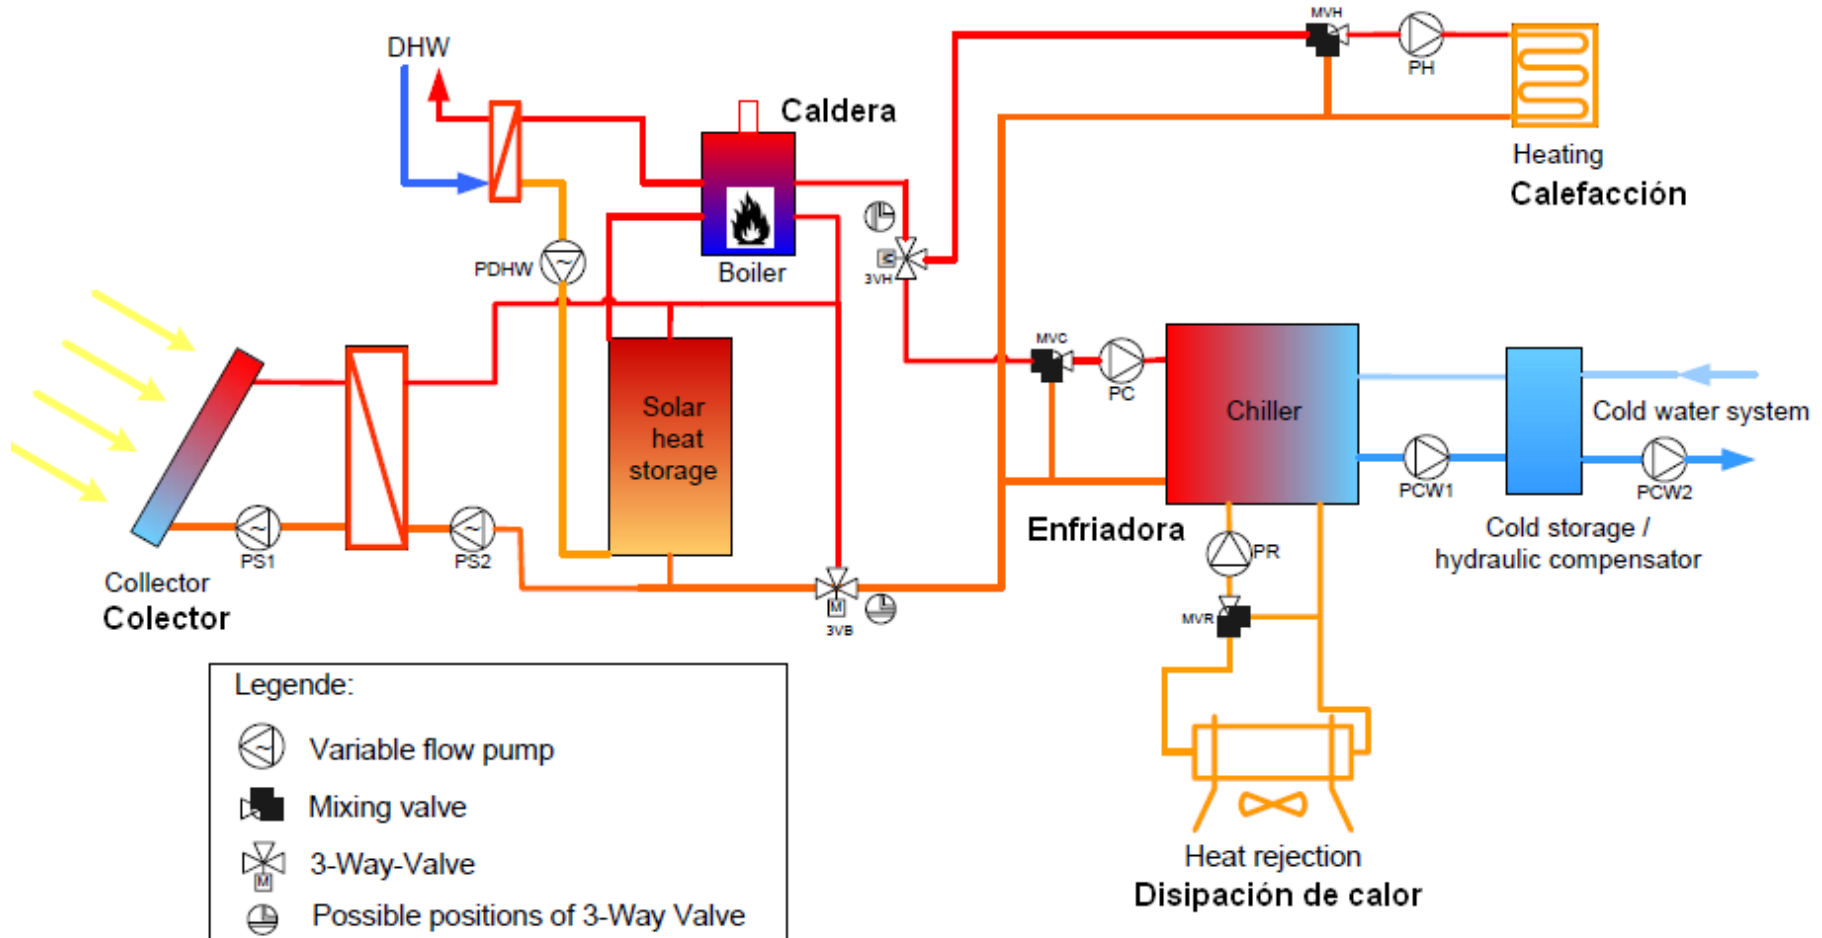 MVH
DHW
PH
Caldera
Heating
Calefacción
PDHW
Boiler
3VH
MVC
PC
Solar
heat
storage
Chiller
Cold water system
PCW1
PCW2
Enfriadora
Cold storage /
hydraulic compensator
PS1
PS2
PR
Collector
Colector
M
3VB
MVR
Legende:
Variable flow pump
Mixing valve
M
3-Way-Valve
Possible positions of 3-Way Valve
Heat rejection
Disipación de calor